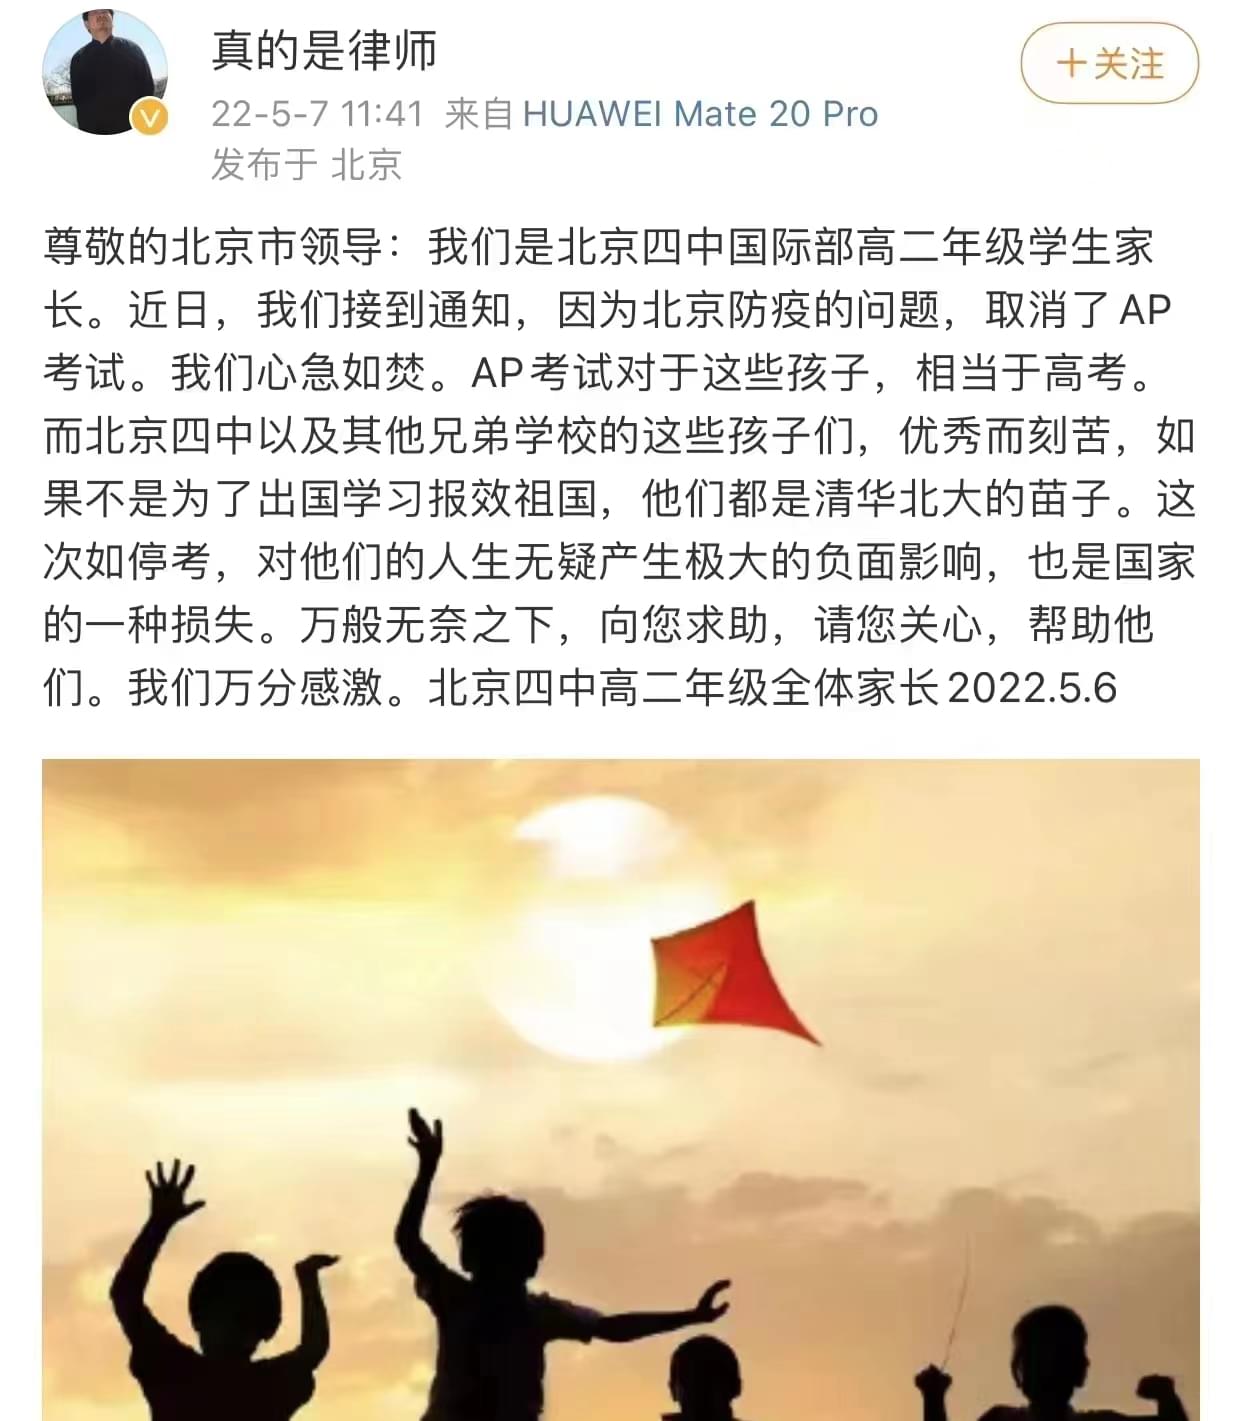 真的是律师
+关注
22-5-7 11:41 来自 HUAWEI Mate 20 Pro
发布于 北京
尊敬的北京市领导：我们是北京四中国际部高二年级学生家
长。近日，我们接到通知，因为北京防疫的问题，取消了AP
考试。我们心急如焚。AP考试对于这些孩子，相当于高考。
而北京四中以及其他兄弟学校的这些孩子们，优秀而刻苦，如
果不是为了出国学习报效祖国，他们都是清华北大的苗子。这
次如停考，对他们的人生无疑产生极大的负面影响，也是国家
的一种损失。万般无奈之下，向您求助，请您关心，帮助他
们。我们万分感激。北京四中高二年级全体家长2022.5.6